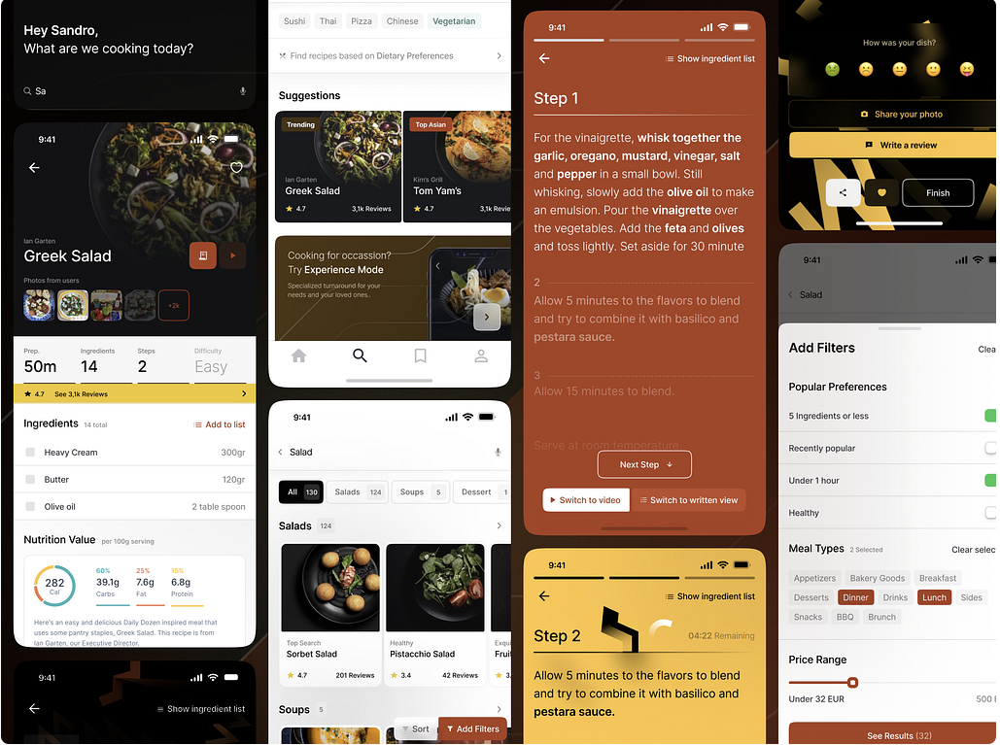 Hey Sandro,
What are we cooking today?
Sa
9:41
Ian Garten
Greek Salad
Photos from users
+2k
Prep. Ingredients Steps Difficulty
50m 14 2 Easy
4.7 See 3,1k Reviews
Ingredients 14 total Add to list
Heavy Cream 300gr
Butter 120gr
Olive oil 2 table spoon
Nutrition Value per 100g serving
282
Cal
60% 25% 15%
39.1g 7.6g 6.8g
Carbs Fat Protein
Here's an easy and delicious Daily Dozen inspired meal that
uses some pantry staples, Greek Salad. This recipe is from
Ian Garten, our Executive Director.
9:41
Show ingredient list
Sushi Thai Pizza Chinese Vegetarian
Find recipes based on Dietary Preferences
Suggestions
Trending
Ian Garten
Greek Salad
4.7 3,1k Reviews
Top Asian
Kim's Grill
Tom Yam's
4.7 3,1k Revie
Cooking for occassion?
Try Experience Mode
Specialized turnaround for your
needs and your loved ones..
9:41
Salad
All 130 Salads 124 Soups 5 Dessert 1
Salads 124
Top Search
Sorbet Salad
4.7 201 Reviews
Healthy
Pistacchio Salad
3.4 42 Reviews
Exqui
Fruit
3.
Soups 5
Sort Add Filters
9:41
Show ingredient list
Step 1
For the vinaigrette, whisk together the
garlic, oregano, mustard, vinegar, salt
and pepper in a small bowl. Still
whisking, slowly add the olive oil to make
an emulsion. Pour the vinaigrette over
the vegetables. Add the feta and olives
and toss lightly. Set aside for 30 minute
2
Allow 5 minutes to the flavors to blend
and try to combine it with basilico and
pestara sauce.
3
Allow 15 minutes to blend.
Serve at room temperature.
Next Step
Switch to video Switch to written view
9:41
Show ingredient list
Step 2 04:22 Remaining
Allow 5 minutes to the flavors to blend
and try to combine it with basilico and
pestara sauce.
How was your dish?
Share your photo
Write a review
Finish
9:41
Salad
Add Filters Clea
Popular Preferences
5 Ingredients or less
Recently popular
Under 1 hour
Healthy
Meal Types 2 Selected Clear selec
Appetizers Bakery Goods Breakfast
Desserts Dinner Drinks Lunch Sides
Snacks BBQ Brunch
Price Range
Under 32 EUR 500 E
See Results (32)